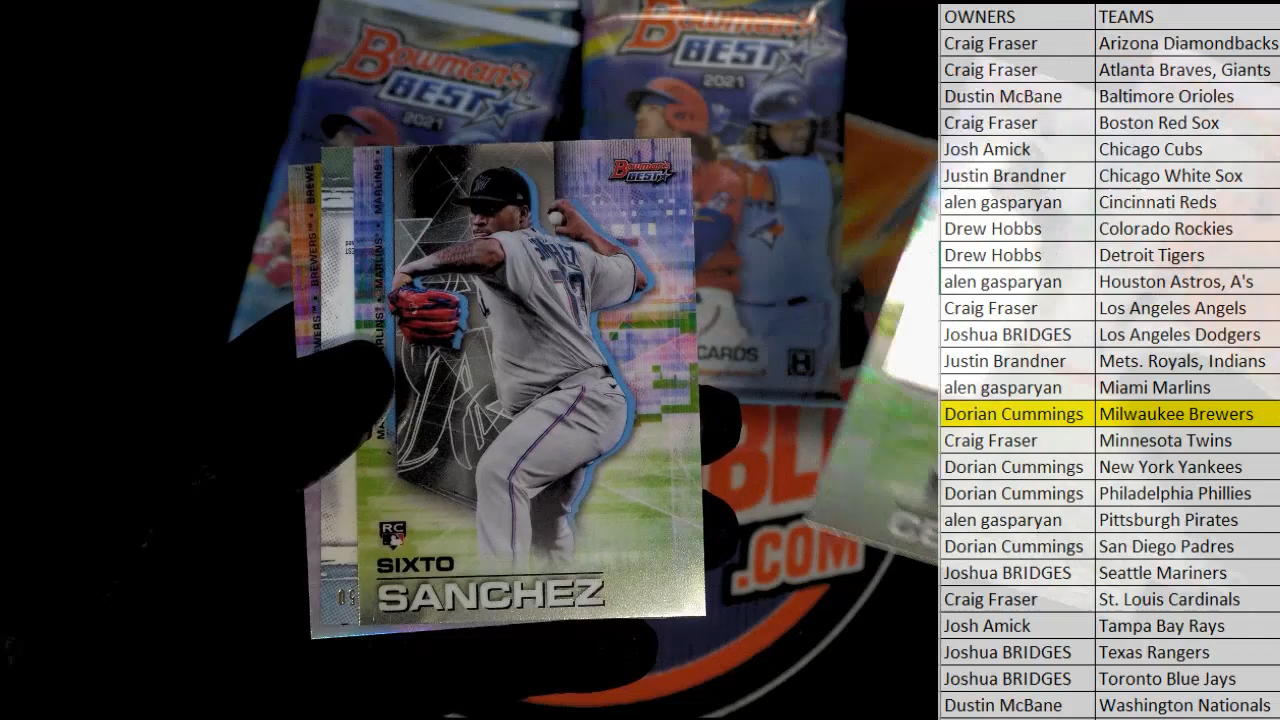 Bowman's
BEST
2021
Bowman's
BEST
2021
CARDS
H
Bowman's
BEST
MARLINS
MARLINS
BREWERS
SANCHEZ
RC
SIXTO
SANCHEZ
.COM
OWNERS TEAMS
Craig Fraser Arizona Diamondbacks
Craig Fraser Atlanta Braves, Giants
Dustin McBane Baltimore Orioles
Craig Fraser Boston Red Sox
Josh Amick Chicago Cubs
Justin Brandner Chicago White Sox
alen gasparyan Cincinnati Reds
Drew Hobbs Colorado Rockies
Drew Hobbs Detroit Tigers
alen gasparyan Houston Astros, A's
Craig Fraser Los Angeles Angels
Joshua BRIDGES Los Angeles Dodgers
Justin Brandner Mets. Royals, Indians
alen gasparyan Miami Marlins
Dorian Cummings Milwaukee Brewers
Craig Fraser Minnesota Twins
Dorian Cummings New York Yankees
Dorian Cummings Philadelphia Phillies
alen gasparyan Pittsburgh Pirates
Dorian Cummings San Diego Padres
Joshua BRIDGES Seattle Mariners
Craig Fraser St. Louis Cardinals
Josh Amick Tampa Bay Rays
Joshua BRIDGES Texas Rangers
Joshua BRIDGES Toronto Blue Jays
Dustin McBane Washington Nationals